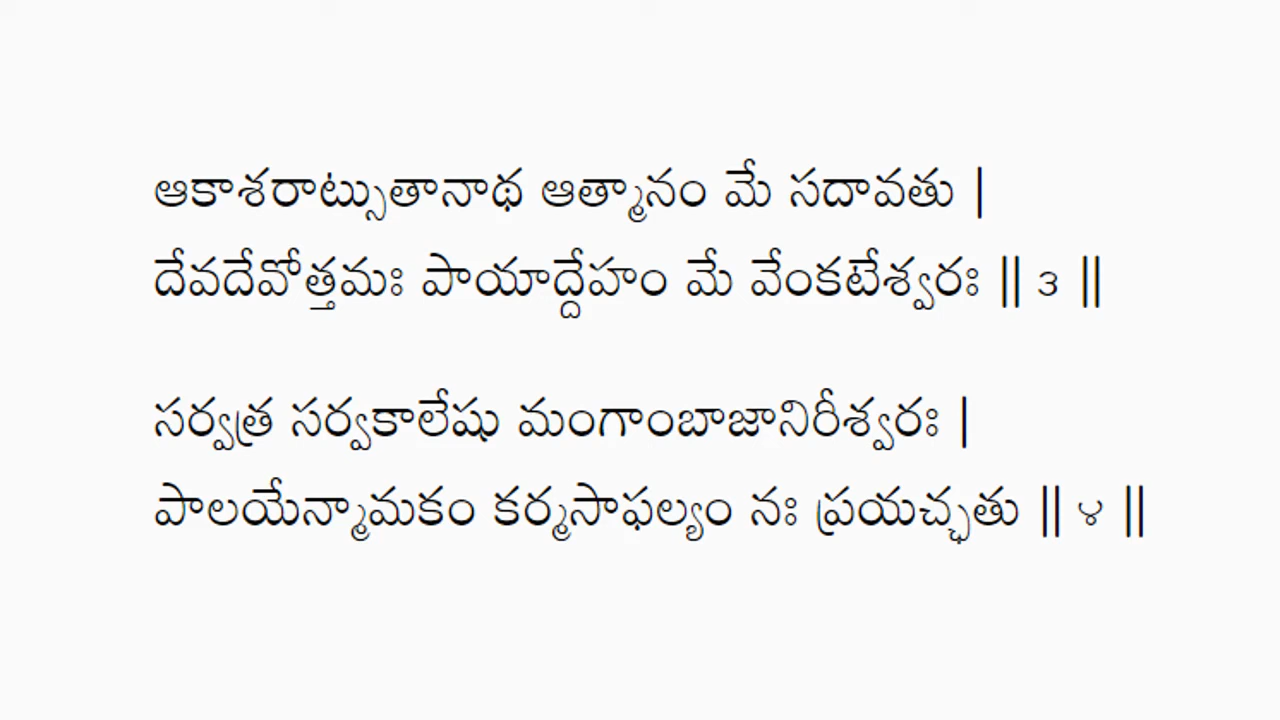 ఆకాశరాట్సుతానాథ ఆత్మానం మే సదావతు |
దేవదేవోత్తమః పాయాద్దేహం మే వేంకటేశ్వరః || ౩ ||
సర్వత్ర సర్వకాలేషు మంగాంబాజానిరీశ్వరః |
పాలయేన్మామకం కర్మసాఫల్యం నః ప్రయచ్ఛతు || ౪ ||